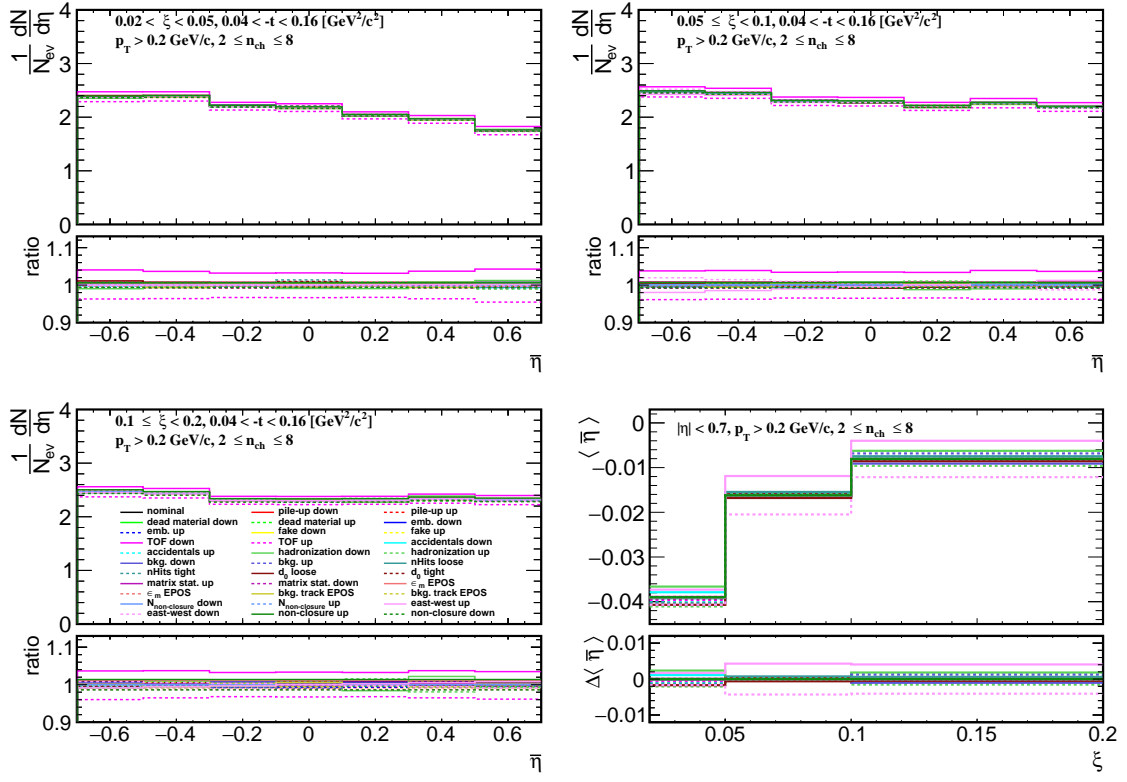 0.02 < ξ < 0.05, 0.04 < -t < 0.16 [GeV²/c²]
p_T > 0.2 GeV/c, 2 ≤ n_ch ≤ 8
1/N_ev dN/dη
4
3
2
1
0
ratio
1.1
1
0.9
−0.6 −0.4 −0.2 0 0.2 0.4 0.6
η̅
0.05 ≤ ξ < 0.1, 0.04 < -t < 0.16 [GeV²/c²]
p_T > 0.2 GeV/c, 2 ≤ n_ch ≤ 8
1/N_ev dN/dη
4
3
2
1
0
ratio
1.1
1
0.9
−0.6 −0.4 −0.2 0 0.2 0.4 0.6
η̅
0.1 ≤ ξ < 0.2, 0.04 < -t < 0.16 [GeV²/c²]
p_T > 0.2 GeV/c, 2 ≤ n_ch ≤ 8
1/N_ev dN/dη
4
3
2
1
0
nominal pile-up down pile-up up
dead material down dead material up emb. down
emb. up fake down fake up
TOF down TOF up accidentals down
accidentals up hadronization down hadronization up
bkg. down bkg. up nHits loose
nHits tight d_0 loose d_0 tight
matrix stat. up matrix stat. down ϵ_m EPOS
ϵ_m EPOS bkg. track EPOS bkg. track EPOS
N_non-closure down N_non-closure up east-west up
east-west down non-closure up non-closure down
ratio
1.1
1
0.9
−0.6 −0.4 −0.2 0 0.2 0.4 0.6
η̅
|η| < 0.7, p_T > 0.2 GeV/c, 2 ≤ n_ch ≤ 8
⟨ η̅ ⟩
0
−0.01
−0.02
−0.03
−0.04
Δ⟨ η̅ ⟩
0.01
0
−0.01
0.05 0.1 0.15 0.2
ξ